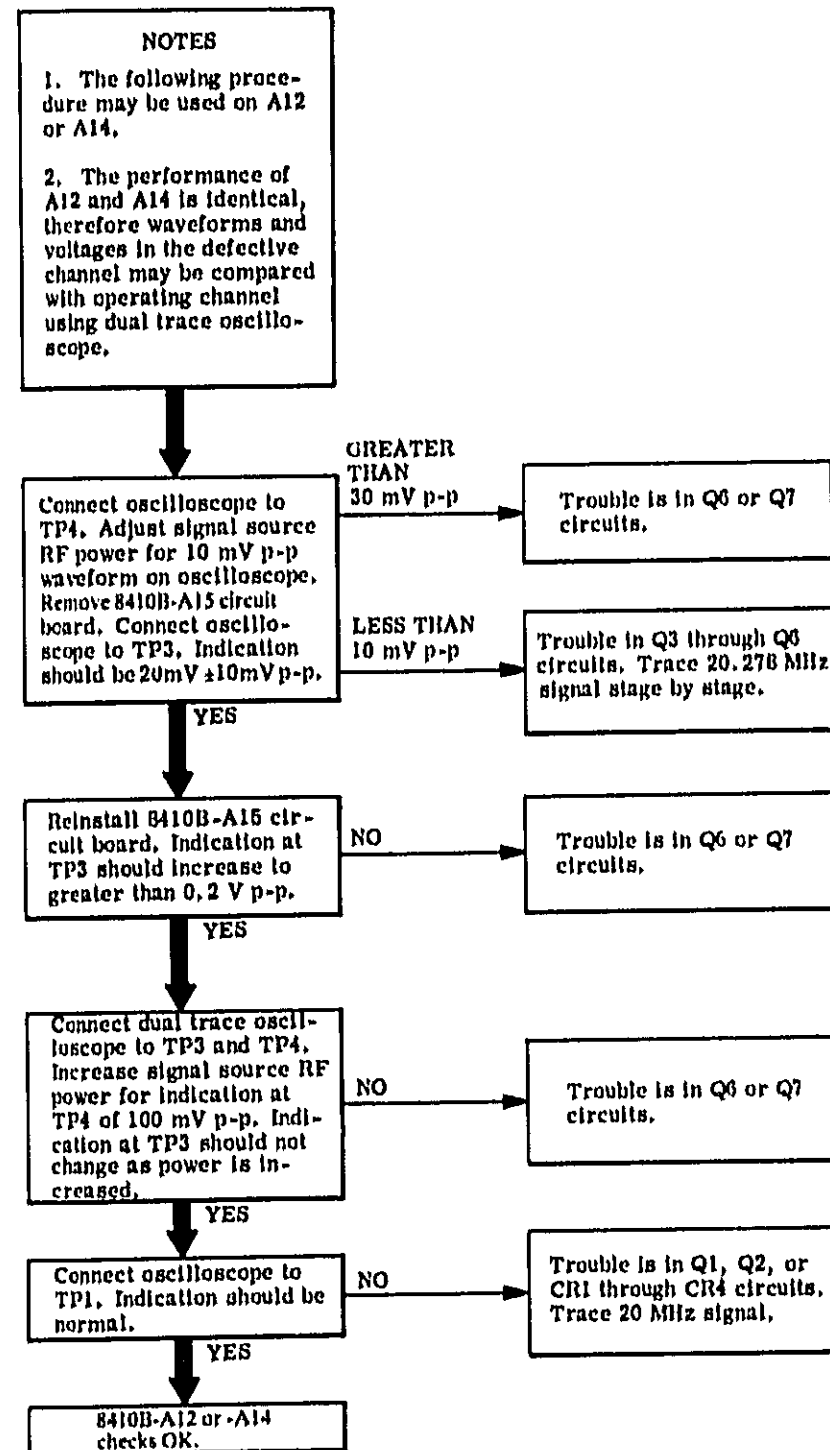 NOTES
1. The following proce-
dure may be used on A12
or A14.
2. The performance of
A12 and A14 is identical,
therefore waveforms and
voltages in the defective
channel may be compared
with operating channel
using dual trace oscillo-
scope.
Connect oscilloscope to
TP4. Adjust signal source
RF power for 10 mV p-p
waveform on oscilloscope.
Remove 8410B-A15 circuit
board. Connect oscillo-
scope to TP3. Indication
should be 20mV ±10mV p-p.
GREATER
THAN
30 mV p-p
Trouble is in Q6 or Q7
circuits.
LESS THAN
10 mV p-p
Trouble in Q3 through Q6
circuits. Trace 20.278 MHz
signal stage by stage.
YES
Reinstall 8410B-A15 cir-
cuit board. Indication at
TP3 should increase to
greater than 0.2 V p-p.
NO
Trouble is in Q6 or Q7
circuits.
YES
Connect dual trace oscil-
loscope to TP3 and TP4.
Increase signal source RF
power for indication at
TP4 of 100 mV p-p. Indi-
cation at TP3 should not
change as power is in-
creased.
NO
Trouble is in Q6 or Q7
circuits.
YES
Connect oscilloscope to
TP1. Indication should be
normal.
NO
Trouble is in Q1, Q2, or
CR1 through CR4 circuits.
Trace 20 MHz signal.
YES
8410B-A12 or -A14
checks OK.